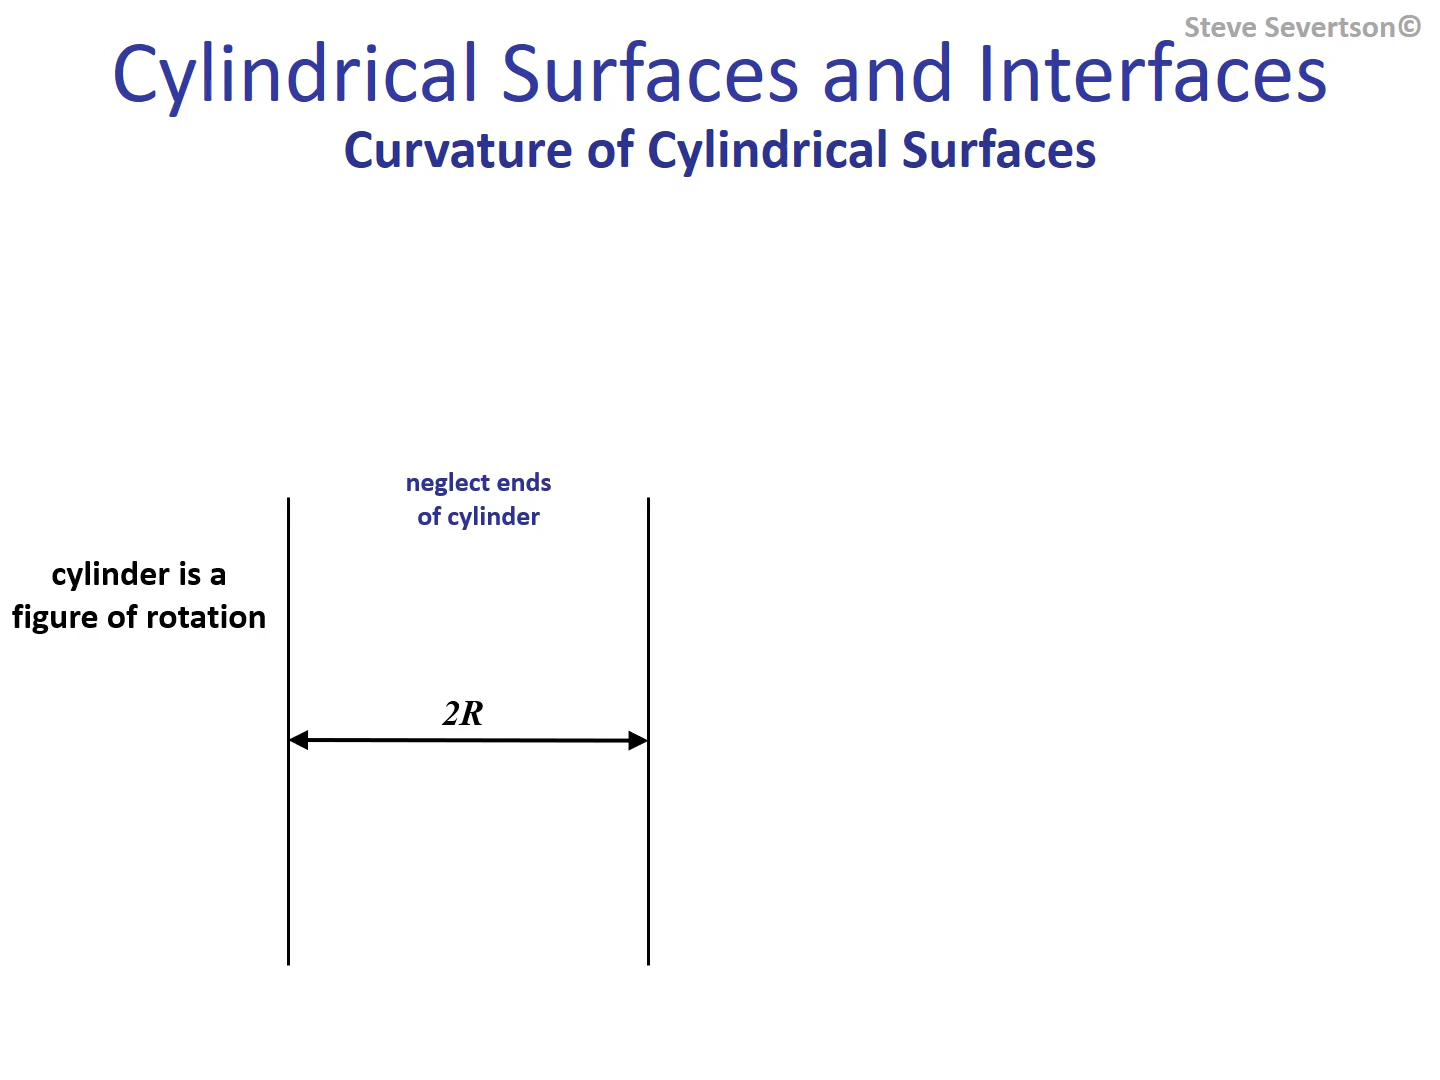 Steve Severtson©
Cylindrical Surfaces and Interfaces
Curvature of Cylindrical Surfaces
neglect ends
of cylinder
cylinder is a
figure of rotation
2R